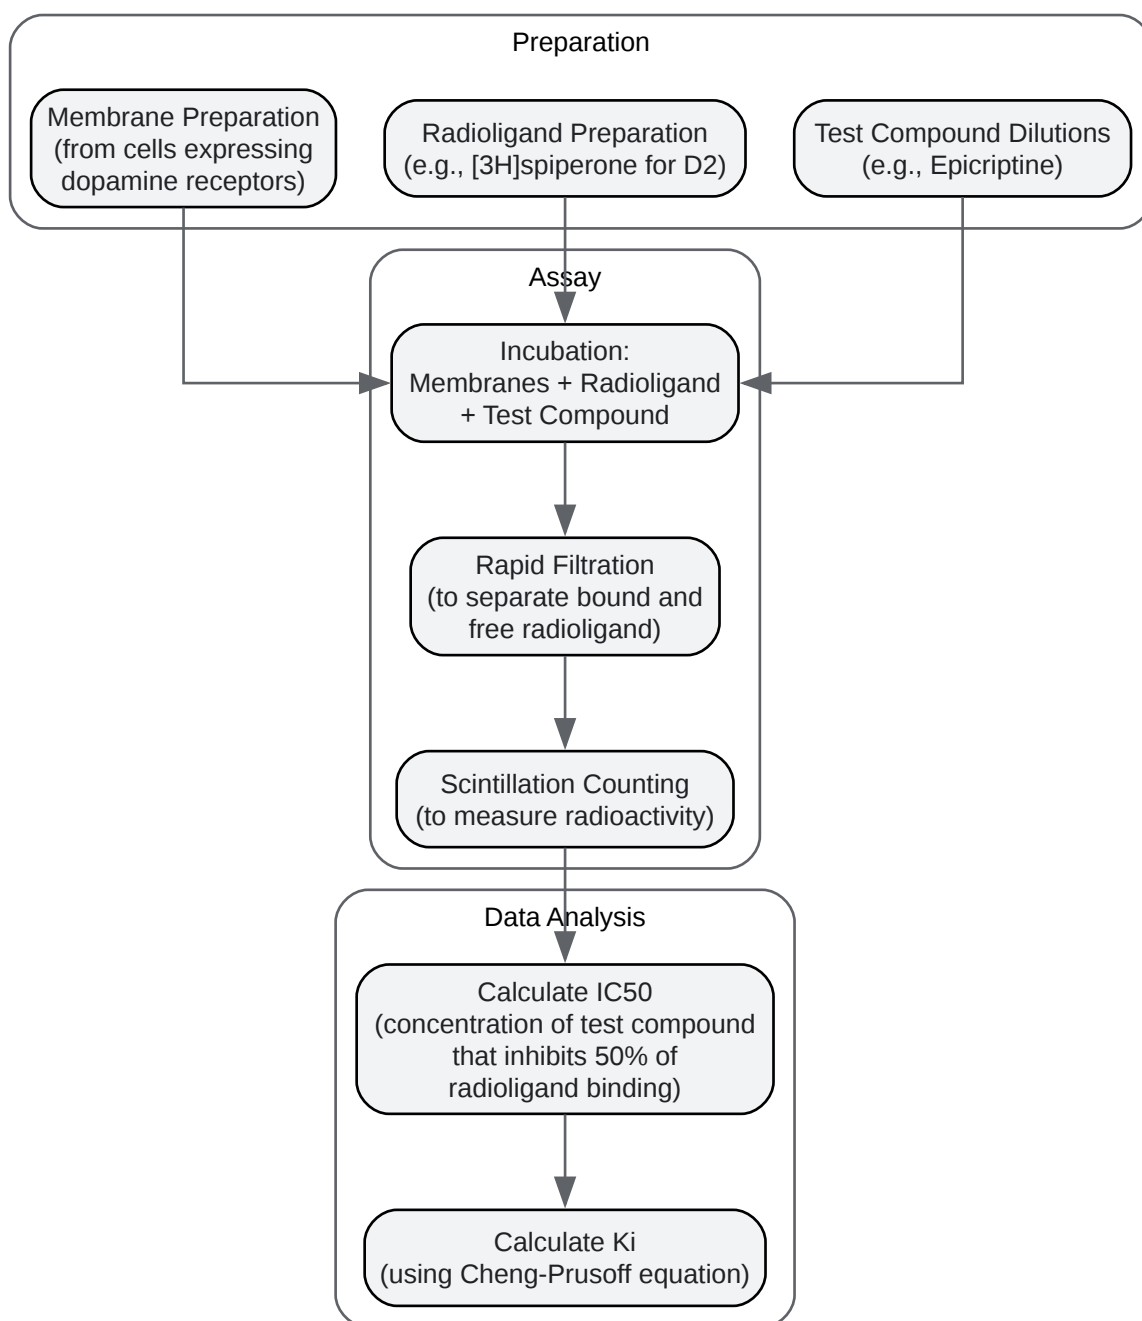 Preparation
Membrane Preparation
(from cells expressing
dopamine receptors)
Radioligand Preparation
(e.g., [3H]spiperone for D2)
Test Compound Dilutions
(e.g., Epicriptine)
Assay
Incubation:
Membranes + Radioligand
+ Test Compound
Rapid Filtration
(to separate bound and
free radioligand)
Scintillation Counting
(to measure radioactivity)
Data Analysis
Calculate IC50
(concentration of test compound
that inhibits 50% of
radioligand binding)
Calculate Ki
(using Cheng-Prusoff equation)